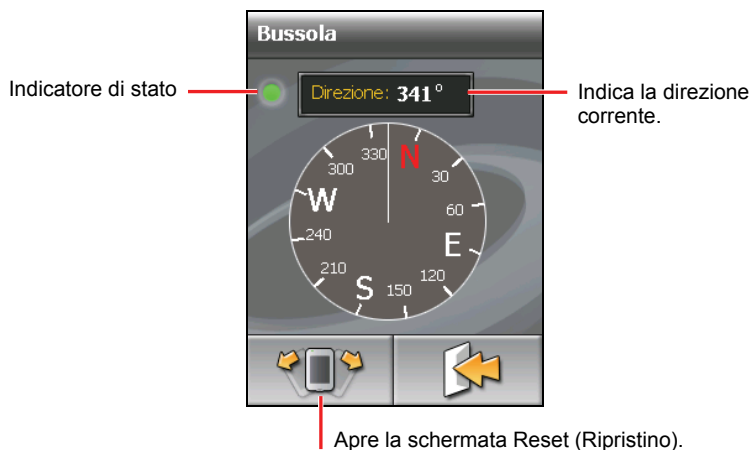 Bussola
Indicatore di stato
Direzione: 341°
Indica la direzione
corrente.
330
N
30
60
E
120
150
S
210
240
W
300
Apre la schermata Reset (Ripristino).